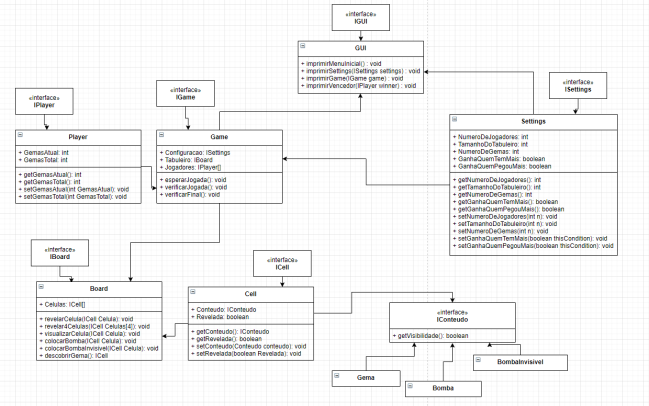 «interface»
IGUI
GUI
+ imprimirMenuInicial() : void
+ imprimirSettings(ISettings settings) : void
+ imprimirGame(IGame game) : void
+ imprimirVencedor(IPlayer winner) : void
«interface»
IPlayer
«interface»
IGame
«interface»
ISettings
Player
+ GemasAtual: int
+ GemasTotal: int
+ getGemasAtual(): int
+ getGemasTotal(): int
+ setGemasAtual(int GemasAtual): void
+ setGemasTotal(int GemasTotal): void
Game
+ Configuracao: ISettings
+ Tabuleiro: IBoard
+ Jogadores: IPlayer[]
+ esperarJogada(): void
+ verificarJogada(): void
+ verificarFinal(): void
Settings
+ NumeroDeJogadores: int
+ TamanhoDoTabuleiro: int
+ NumeroDeGemas: int
+ GanhaQuemTemMais: boolean
+ GanhaQuemPegouMais: boolean
+ getNumeroDeJogadores(): int
+ getTamanhoDoTabuleiro(): int
+ getNumeroDeGemas(): int
+ getGanhaQuemTemMais(): boolean
+ getGanhaQuemPegouMais(): boolean
+ setNumeroDeJogadores(int n): void
+ setTamanhoDoTabuleiro(int n): void
+ setNumeroDeGemas(int n): void
+ setGanhaQuemTemMais(boolean thisCondition): void
+ setGanhaQuemPegouMais(boolean thisCondition): void
«interface»
IBoard
«interface»
ICell
Board
+ Celulas: ICell[]
+ revelarCelula(ICell Celula): void
+ revelar4Celulas(ICell Celulas[4]): void
+ visualizarCelula(ICell Celula): void
+ colocarBomba(ICell Celula): void
+ colocarBombaInvisivel(ICell Celula): void
+ descobrirGema(): ICell
Cell
+ Conteudo: IConteudo
+ Revelada: boolean
+ getConteudo(): IConteudo
+ getRevelada(): boolean
+ setConteudo(Conteudo conteudo): void
+ setRevelada(boolean Revelada): void
«interface»
IConteudo
+ getVisibilidade(): boolean
Gema
Bomba
BombaInvisivel